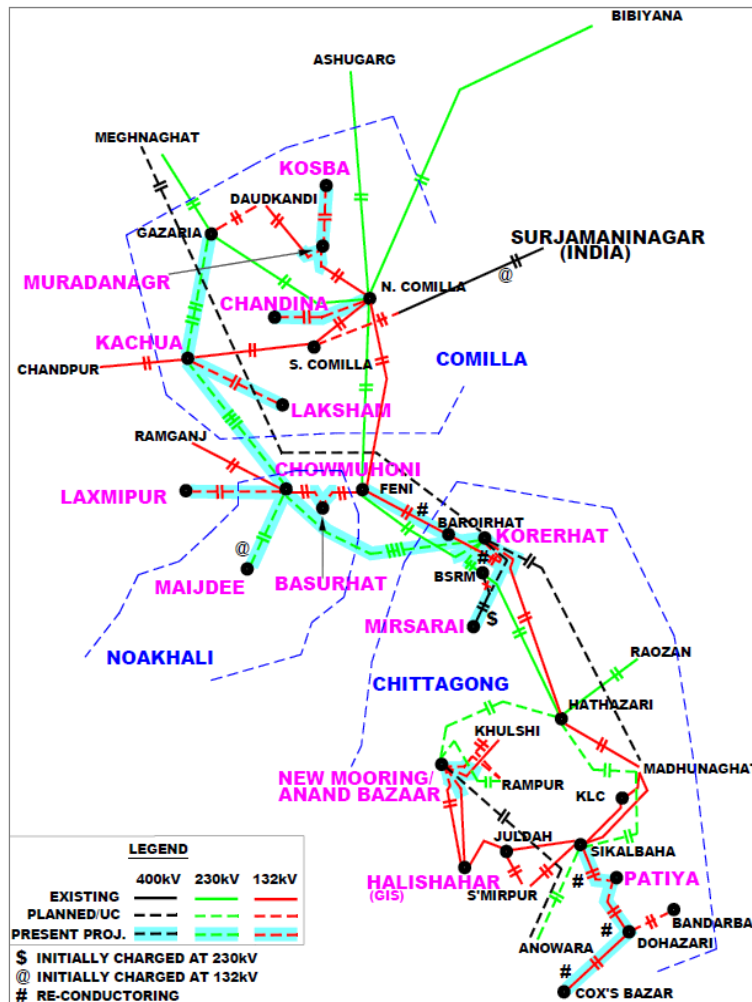 BIBIYANA
ASHUGARG
MEGHNAGHAT
KOSBA
DAUDKANDI
GAZARIA
SURJAMANINAGAR
(INDIA)
@
MURADANAGR
N. COMILLA
CHANDINA
KACHUA
S. COMILLA
COMILLA
CHANDPUR
LAKSHAM
RAMGANJ
CHOWMUHONI
LAXMIPUR
FENI
#
BAROIRHAT
KORERHAT
@
#
BSRM
MAIJDEE
BASURHAT
MIRSARAI
$
NOAKHALI
RAOZAN
CHITTAGONG
HATHAZARI
KHULSHI
NEW MOORING/
ANAND BAZAAR
RAMPUR
MADHUNAGHAT
KLC
JULDAH
SIKALBAHA
HALISHAHAR
(GIS)
S'MIRPUR
#
PATIYA
BANDARBA
#
DOHAZARI
ANOWARA
#
COX'S BAZAR
LEGEND
400kV 230kV 132kV
EXISTING
PLANNED/UC
PRESENT PROJ.
$ INITIALLY CHARGED AT 230kV
@ INITIALLY CHARGED AT 132kV
# RE-CONDUCTORING